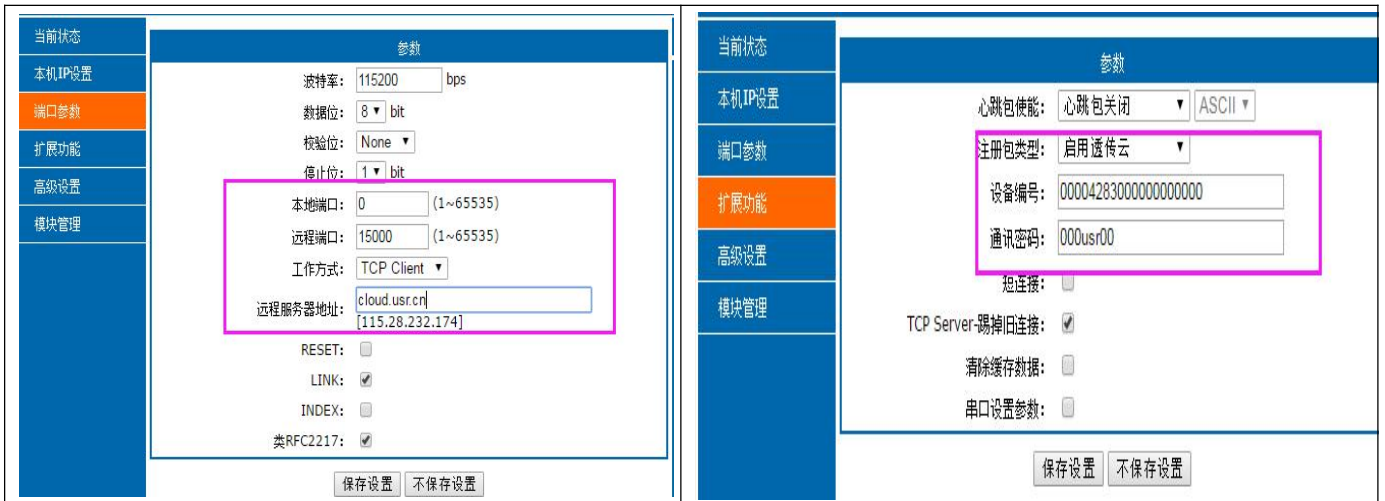 当前状态
本机IP设置
端口参数
扩展功能
高级设置
模块管理
参数
波特率: 115200 bps
数据位: 8 bit
校验位: None
停止位: 1 bit
本地端口: 0 (1~65535)
远程端口: 15000 (1~65535)
工作方式: TCP Client
远程服务器地址: cloud.usr.cn
[115.28.232.174]
RESET:
LINK:
INDEX:
类RFC2217:
保存设置 不保存设置
当前状态
本机IP设置
端口参数
扩展功能
高级设置
模块管理
参数
心跳包使能: 心跳包关闭 ASCII
注册包类型: 启用透传云
设备编号: 00004283000000000000
通讯密码: 000usr00
短连接:
TCP Server-踢掉旧连接:
清除缓存数据:
串口设置参数:
保存设置 不保存设置